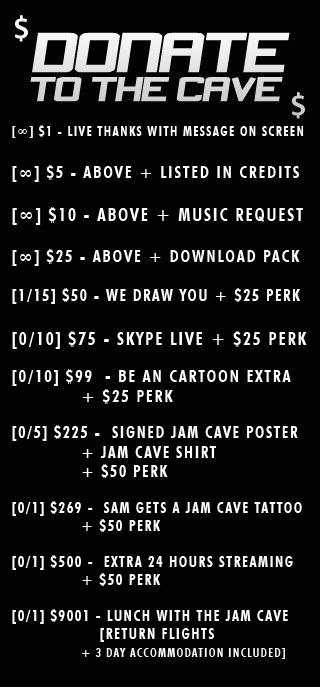 $
DONATE
TO THE CAVE
$
[∞] $1 - LIVE THANKS WITH MESSAGE ON SCREEN
[∞] $5 - ABOVE + LISTED IN CREDITS
[∞] $10 - ABOVE + MUSIC REQUEST
[∞] $25 - ABOVE + DOWNLOAD PACK
[1/15] $50 - WE DRAW YOU + $25 PERK
[0/10] $75 - SKYPE LIVE + $25 PERK
[0/10] $99 - BE AN CARTOON EXTRA
+ $25 PERK
[0/5] $225 - SIGNED JAM CAVE POSTER
+ JAM CAVE SHIRT
+ $50 PERK
[0/1] $269 - SAM GETS A JAM CAVE TATTOO
+ $50 PERK
[0/1] $500 - EXTRA 24 HOURS STREAMING
+ $50 PERK
[0/1] $9001 - LUNCH WITH THE JAM CAVE
[RETURN FLIGHTS
+ 3 DAY ACCOMMODATION INCLUDED]